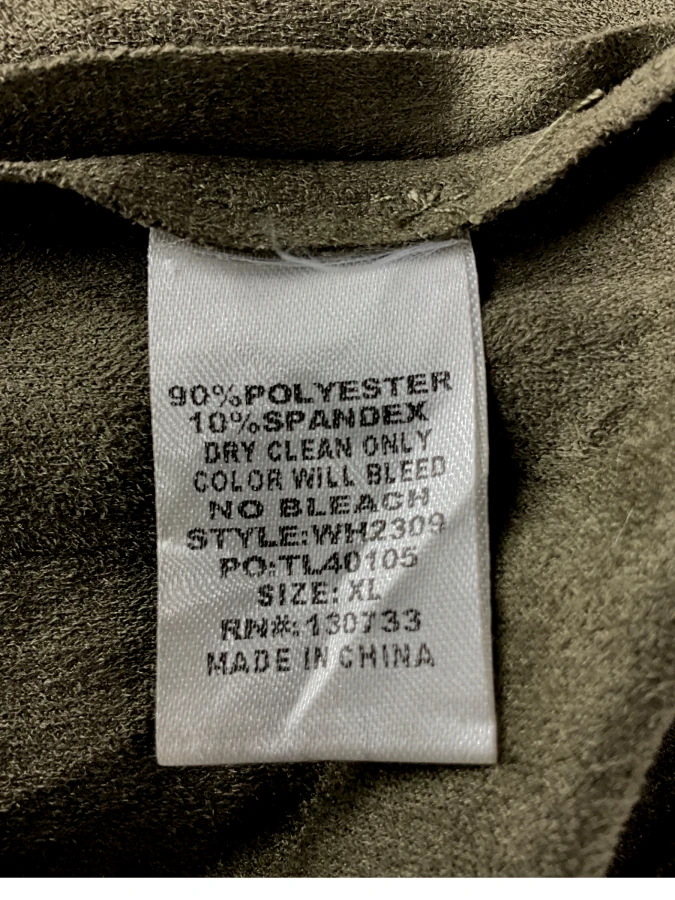 90%POLYESTER
10%SPANDEX
DRY CLEAN ONLY
COLOR WILL BLEED
NO BLEACH
STYLE:WH2309
PO:TL40105
SIZE: XL
RN#:130733
MADE IN CHINA